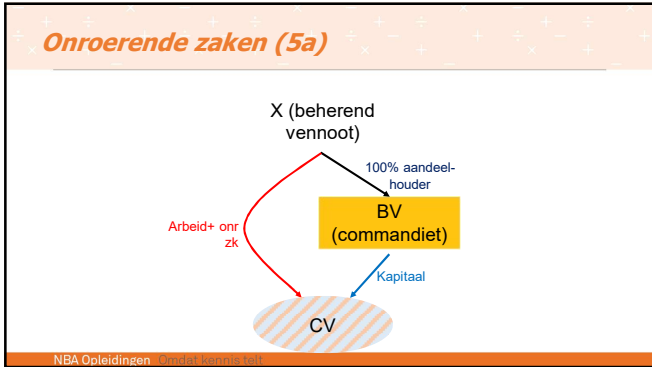 Onroerende zaken (5a)
X (beherend
vennoot)
100% aandeel-
houder
BV
(commandiet)
Arbeid+ onr
zk
Kapitaal
CV
NBA Opleidingen Omdat kennis telt